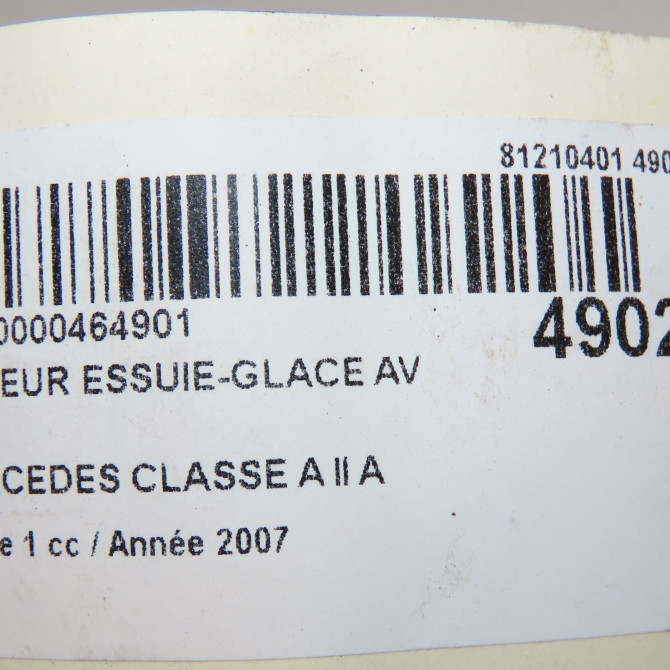 81210401 490
0000464901
4902
EUR ESSUIE-GLACE AV
CEDES CLASSE A II A
e 1 cc / Année 2007